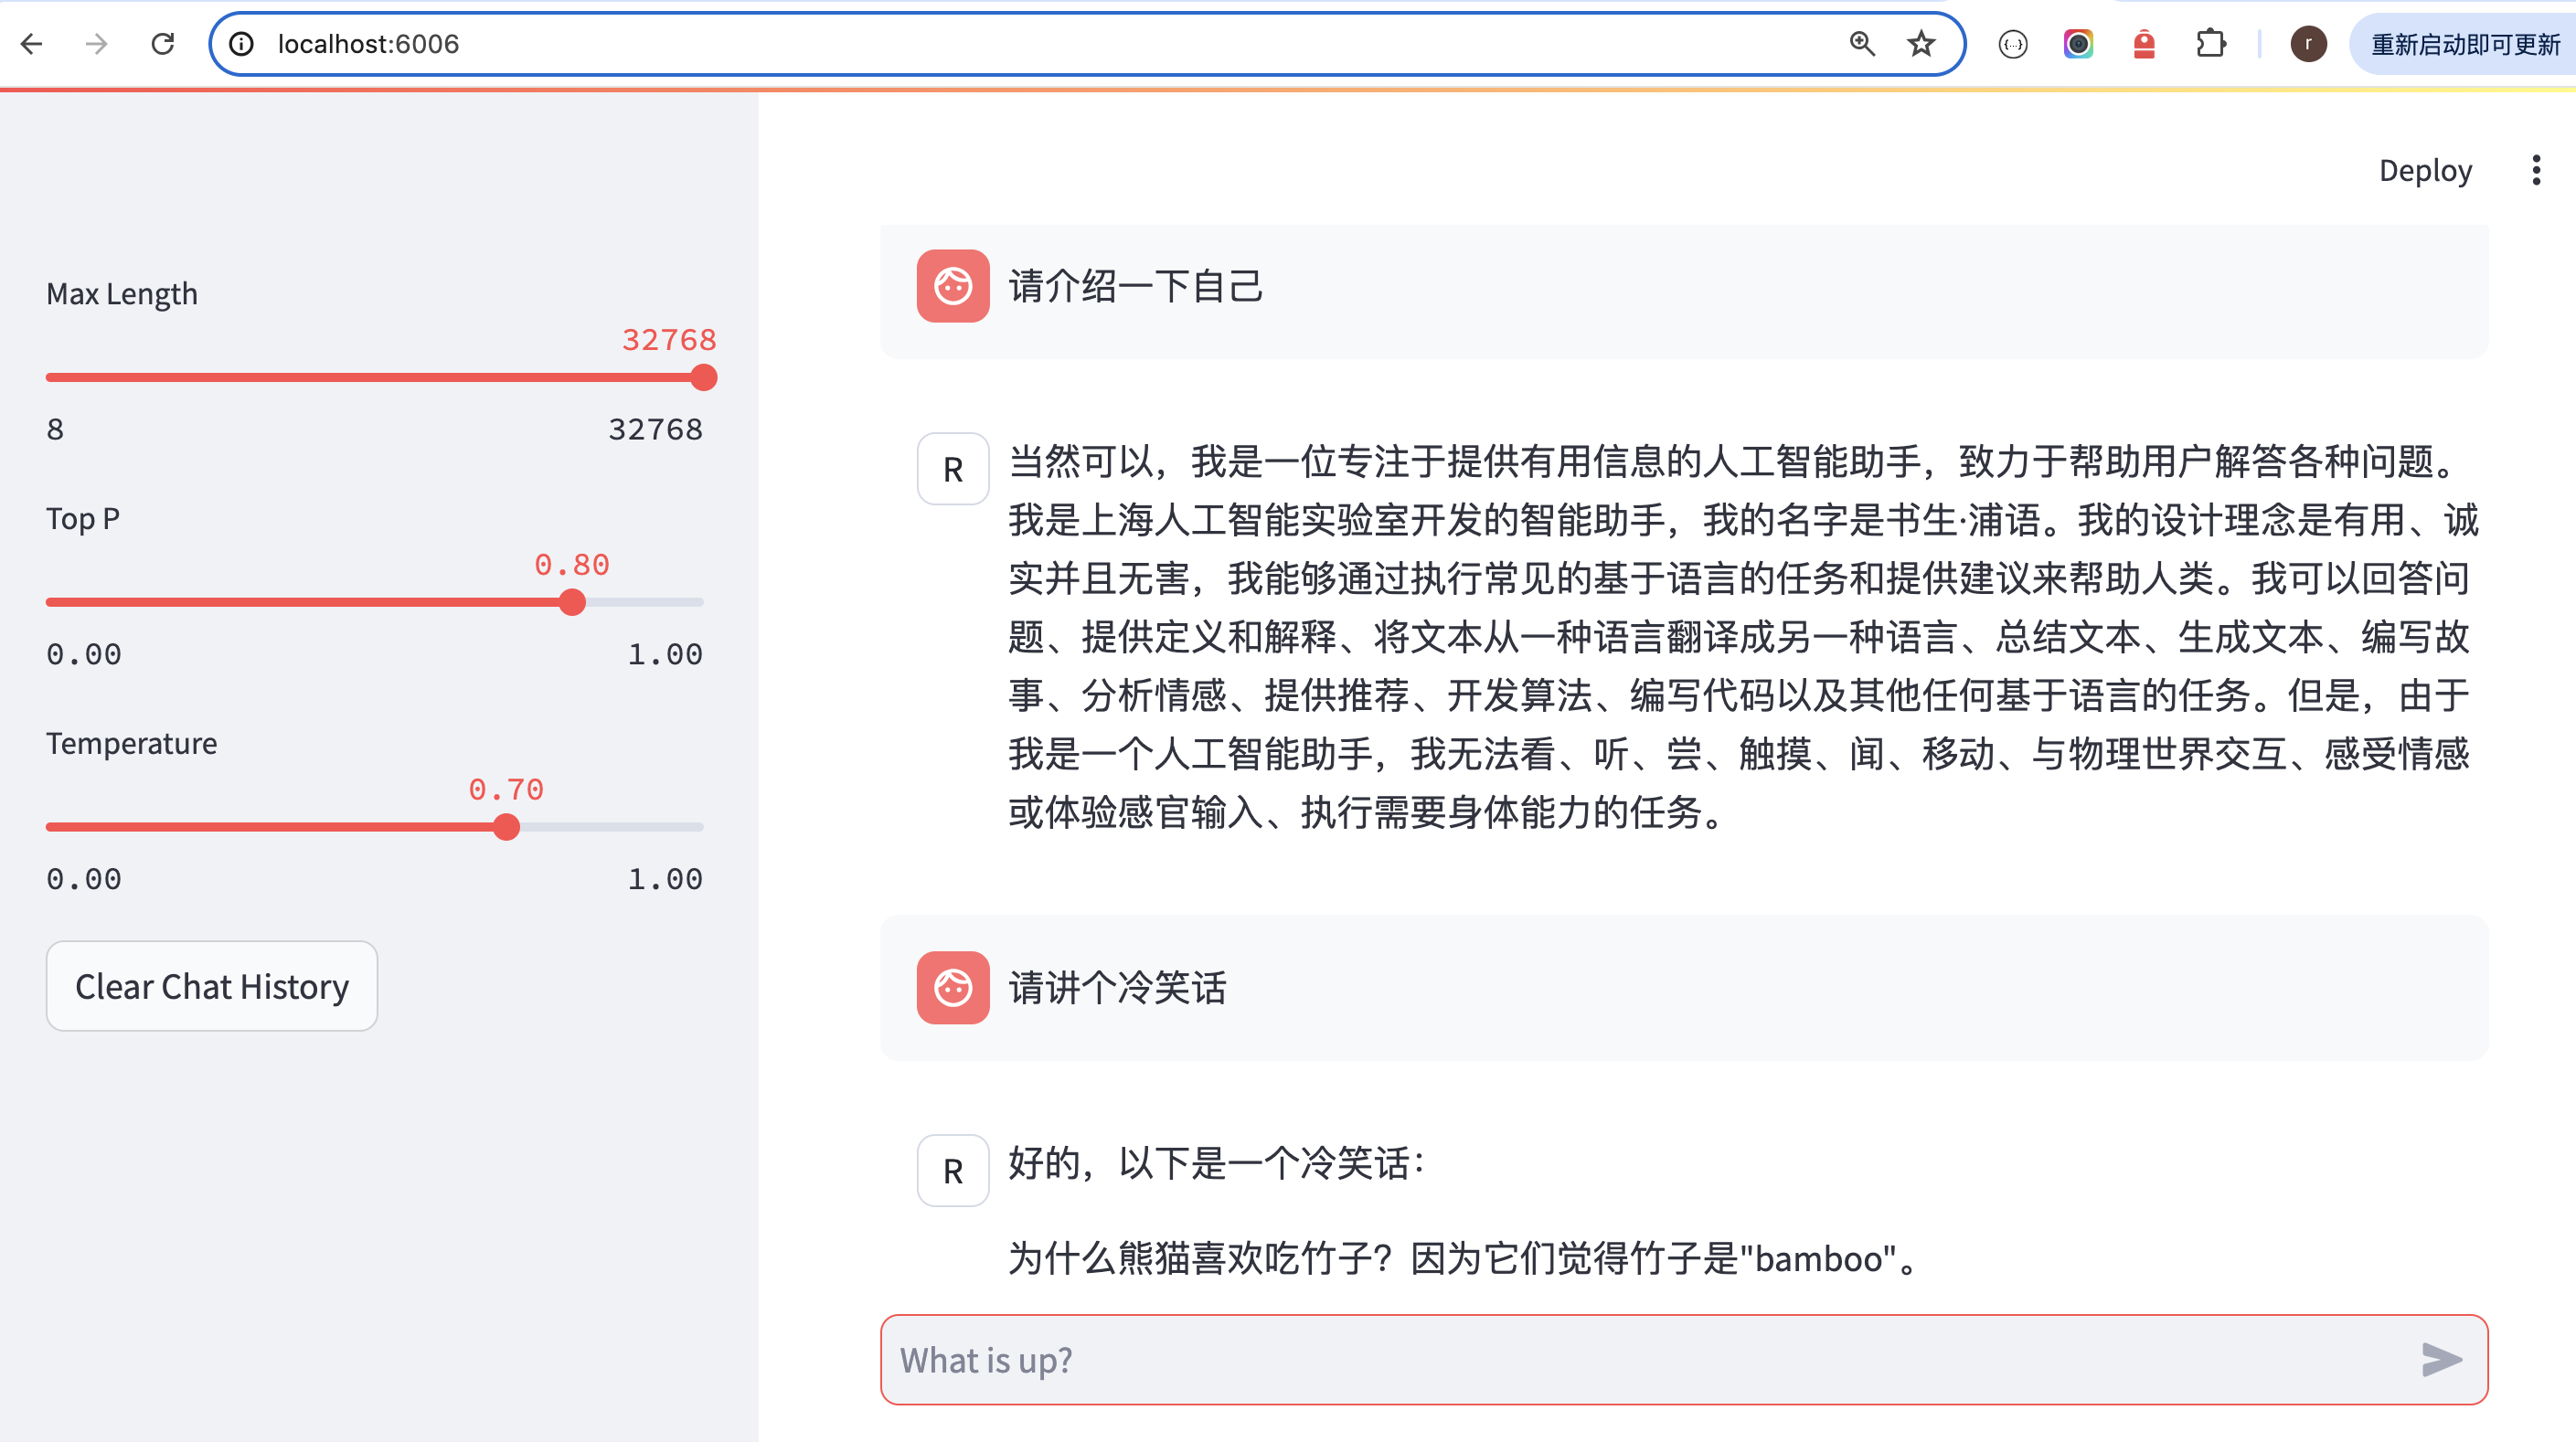 localhost:6006
r
重新启动即可更新
Deploy
Max Length
32768
8 32768
Top P
0.80
0.00 1.00
Temperature
0.70
0.00 1.00
Clear Chat History
请介绍一下自己
R
当然可以，我是一位专注于提供有用信息的人工智能助手，致力于帮助用户解答各种问题。
我是上海人工智能实验室开发的智能助手，我的名字是书生·浦语。我的设计理念是有用、诚
实并且无害，我能够通过执行常见的基于语言的任务和提供建议来帮助人类。我可以回答问
题、提供定义和解释、将文本从一种语言翻译成另一种语言、总结文本、生成文本、编写故
事、分析情感、提供推荐、开发算法、编写代码以及其他任何基于语言的任务。但是，由于
我是一个人工智能助手，我无法看、听、尝、触摸、闻、移动、与物理世界交互、感受情感
或体验感官输入、执行需要身体能力的任务。
请讲个冷笑话
R
好的，以下是一个冷笑话：
为什么熊猫喜欢吃竹子？因为它们觉得竹子是"bamboo"。
What is up?